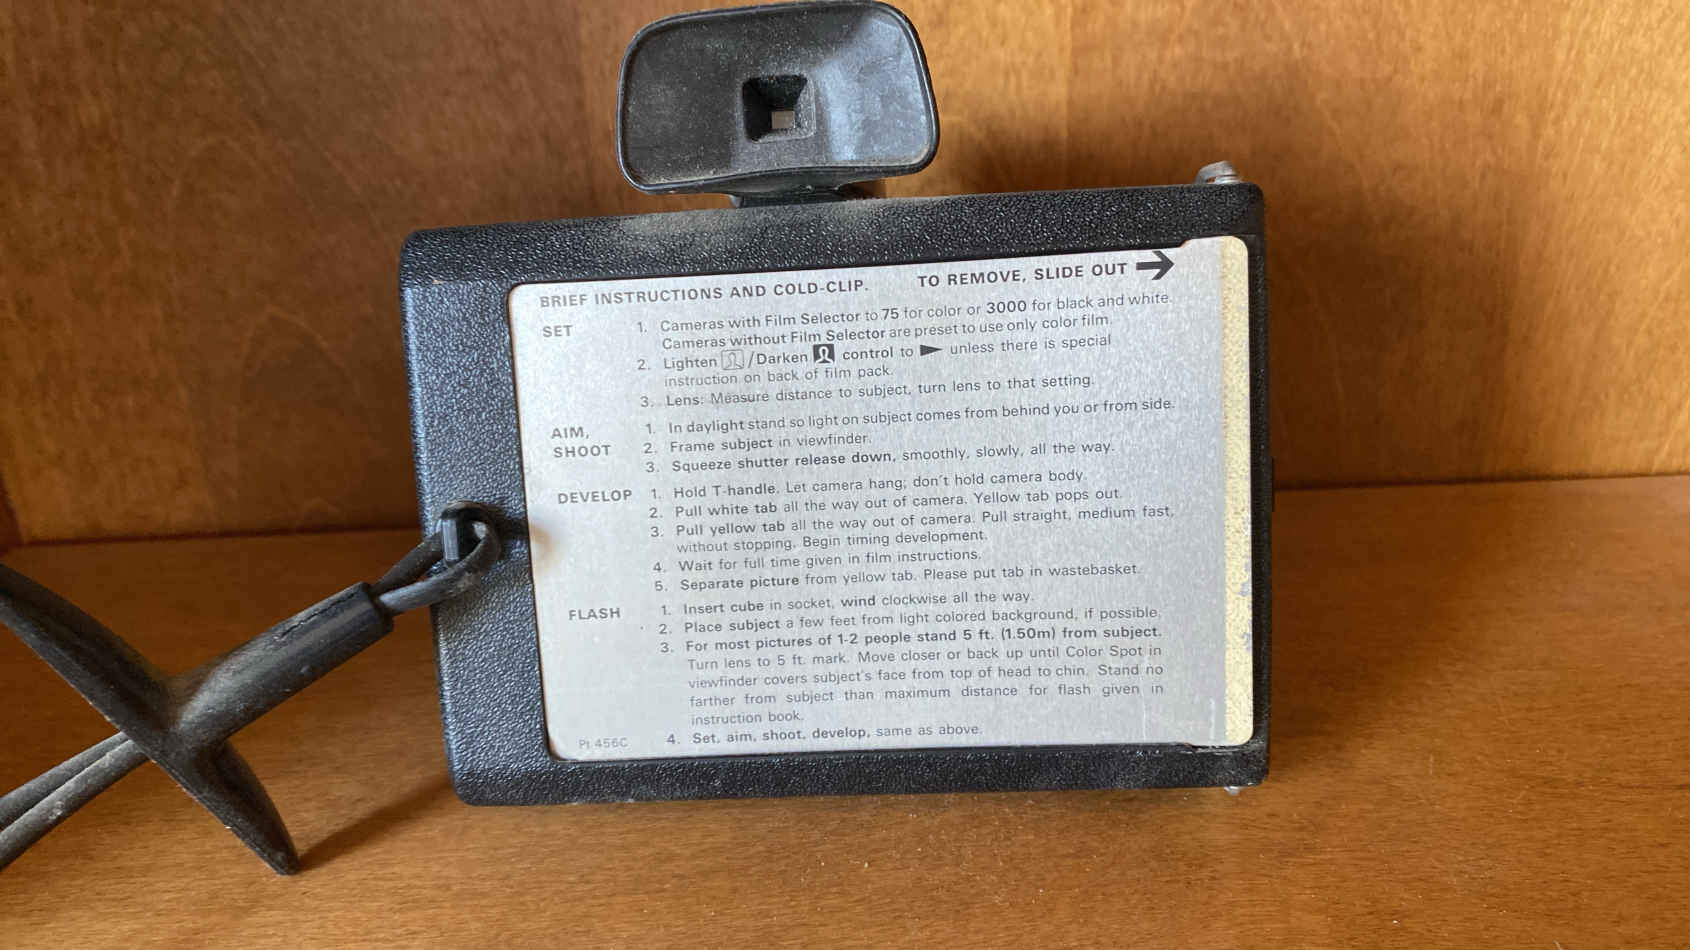 BRIEF INSTRUCTIONS AND COLD-CLIP. TO REMOVE, SLIDE OUT
SET 1. Cameras with Film Selector to 75 for color or 3000 for black and white.
Cameras without Film Selector are preset to use only color film.
2. Lighten /Darken control to unless there is special
instruction on back of film pack.
3. Lens: Measure distance to subject, turn lens to that setting.
AIM, 1. In daylight stand so light on subject comes from behind you or from side.
SHOOT 2. Frame subject in viewfinder.
3. Squeeze shutter release down, smoothly, slowly, all the way.
DEVELOP 1. Hold T-handle. Let camera hang; don't hold camera body.
2. Pull white tab all the way out of camera. Yellow tab pops out.
3. Pull yellow tab all the way out of camera. Pull straight, medium fast,
without stopping. Begin timing development.
4. Wait for full time given in film instructions.
5. Separate picture from yellow tab. Please put tab in wastebasket.
FLASH 1. Insert cube in socket, wind clockwise all the way.
2. Place subject a few feet from light colored background, if possible.
3. For most pictures of 1-2 people stand 5 ft. (1.50m) from subject.
Turn lens to 5 ft. mark. Move closer or back up until Color Spot in
viewfinder covers subject's face from top of head to chin. Stand no
farther from subject than maximum distance for flash given in
instruction book.
4. Set, aim, shoot, develop, same as above.
Pt 456C